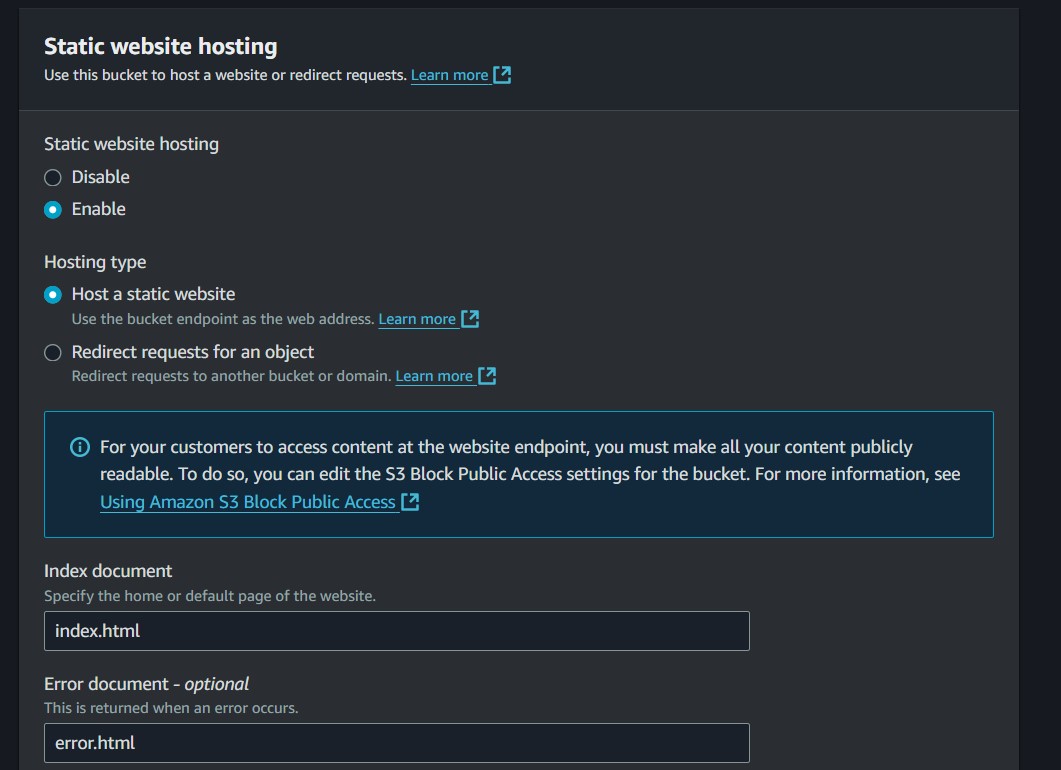 Static website hosting
Use this bucket to host a website or redirect requests. Learn more
Static website hosting
Disable
Enable
Hosting type
Host a static website
Use the bucket endpoint as the web address. Learn more
Redirect requests for an object
Redirect requests to another bucket or domain. Learn more
For your customers to access content at the website endpoint, you must make all your content publicly
readable. To do so, you can edit the S3 Block Public Access settings for the bucket. For more information, see
Using Amazon S3 Block Public Access
Index document
Specify the home or default page of the website.
index.html
Error document - optional
This is returned when an error occurs.
error.html